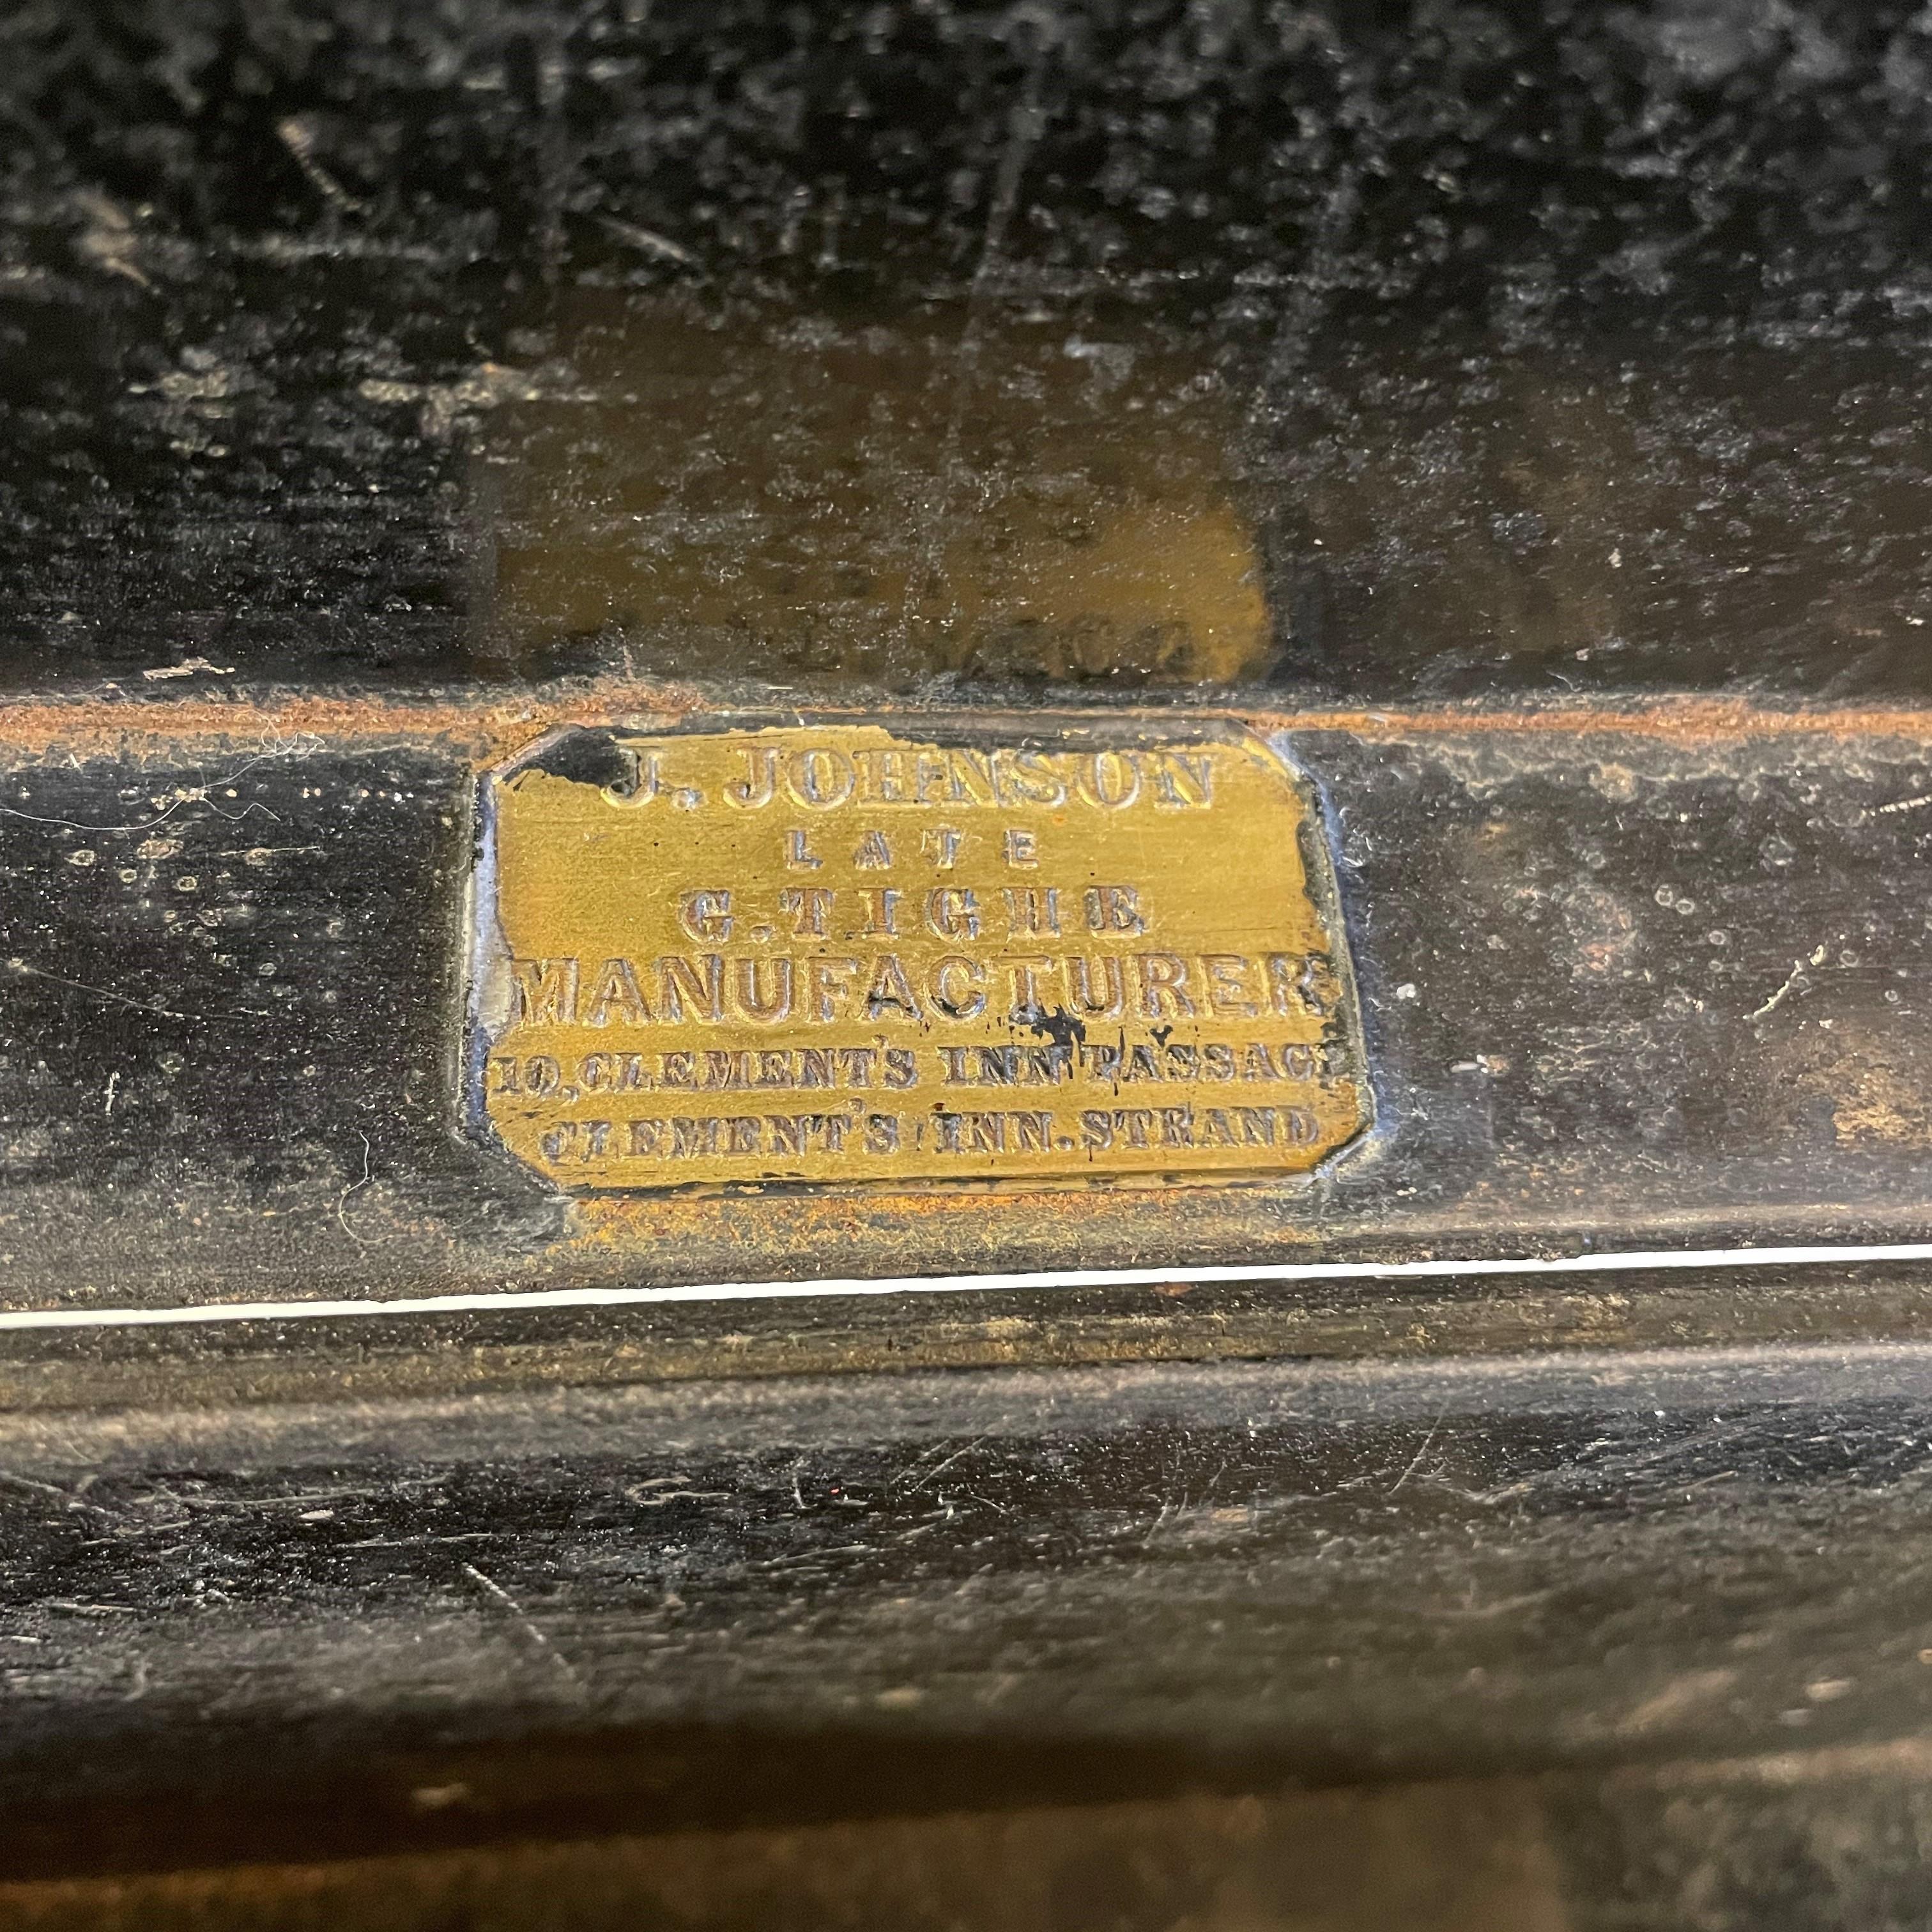 J. JOHNSON
LATE
G. TIGHE
MANUFACTURER
10, CLEMENT'S INN PASSAGE
CLEMENT'S INN. STRAND